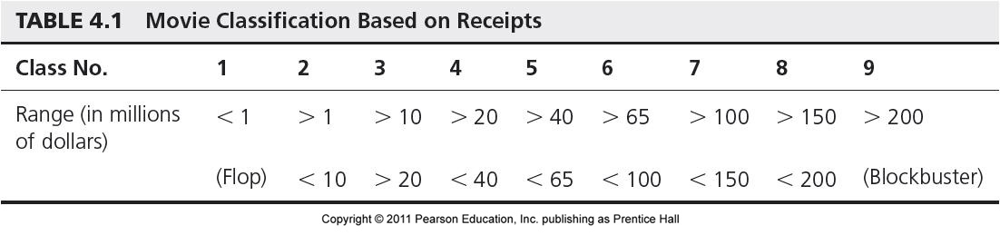 TABLE 4.1 Movie Classification Based on Receipts
Class No. 1 2 3 4 5 6 7 8 9
Range (in millions < 1 > 1 > 10 > 20 > 40 > 65 > 100 > 150 > 200
of dollars)
(Flop) < 10 > 20 < 40 < 65 < 100 < 150 < 200 (Blockbuster)
Copyright © 2011 Pearson Education, Inc. publishing as Prentice Hall